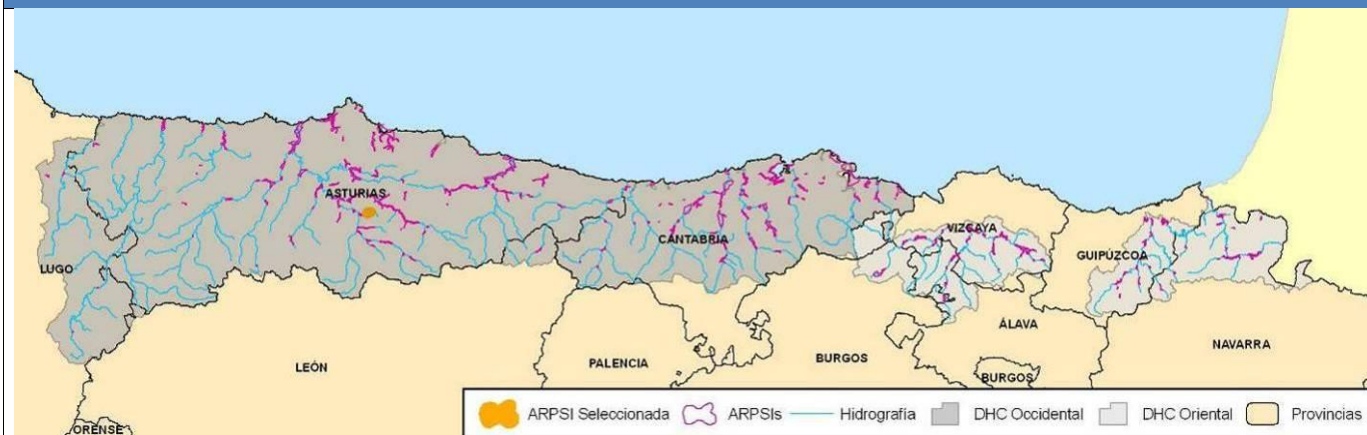 ASTURIAS
CANTABRIA
VIZCAYA
GUIPÚZCOA
LUGO
ÁLAVA
NAVARRA
LEÓN
PALENCIA
BURGOS
BURGOS
ORENSE
ARPSI Seleccionada ARPSIs Hidrografía DHC Occidental DHC Oriental Provincias